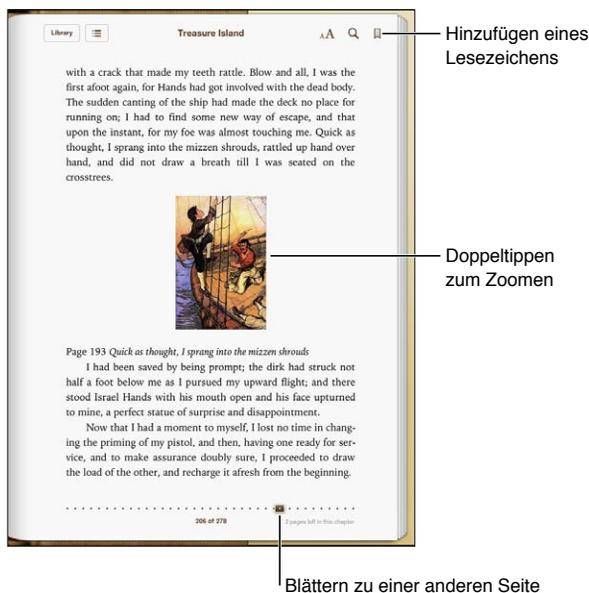 Library
Treasure Island
AA
Hinzufügen eines
Lesezeichens
with a crack that made my teeth rattle. Blow and all, I was the
first afoot again, for Hands had got involved with the dead body.
The sudden canting of the ship had made the deck no place for
running on; I had to find some new way of escape, and that
upon the instant, for my foe was almost touching me. Quick as
thought, I sprang into the mizzen shrouds, rattled up hand over
hand, and did not draw a breath till I was seated on the
crosstrees.
Doppeltippen
zum Zoomen
Page 193 Quick as thought, I sprang into the mizzen shrouds
I had been saved by being prompt; the dirk had struck not
half a foot below me as I pursued my upward flight; and there
stood Israel Hands with his mouth open and his face upturned
to mine, a perfect statue of surprise and disappointment.
Now that I had a moment to myself, I lost no time in chang-
ing the priming of my pistol, and then, having one ready for ser-
vice, and to make assurance doubly sure, I proceeded to draw
the load of the other, and recharge it afresh from the beginning.
206 of 278
2 pages left in this chapter
Blättern zu einer anderen Seite